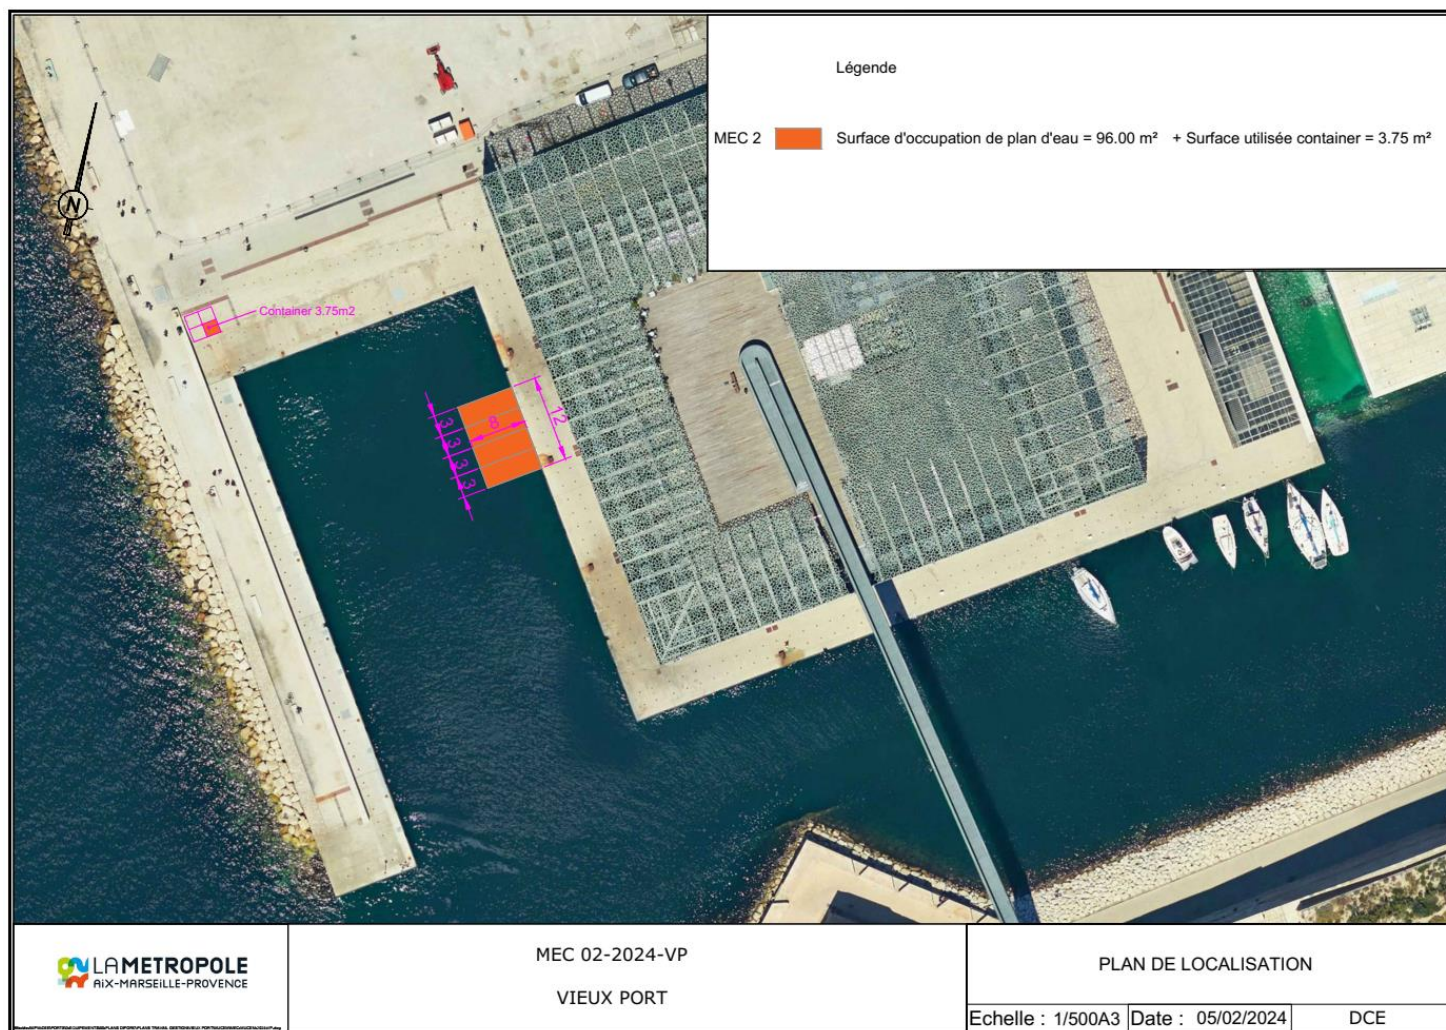 Légende
MEC 2 Surface d'occupation de plan d'eau = 96.00 m² + Surface utilisée container = 3.75 m²
N
Container 3.75m2
3
3
3
3
8
12
LA METROPOLE
AIX-MARSEILLE-PROVENCE
MEC 02-2024-VP
VIEUX PORT
PLAN DE LOCALISATION
Echelle : 1/500A3 Date : 05/02/2024 DCE